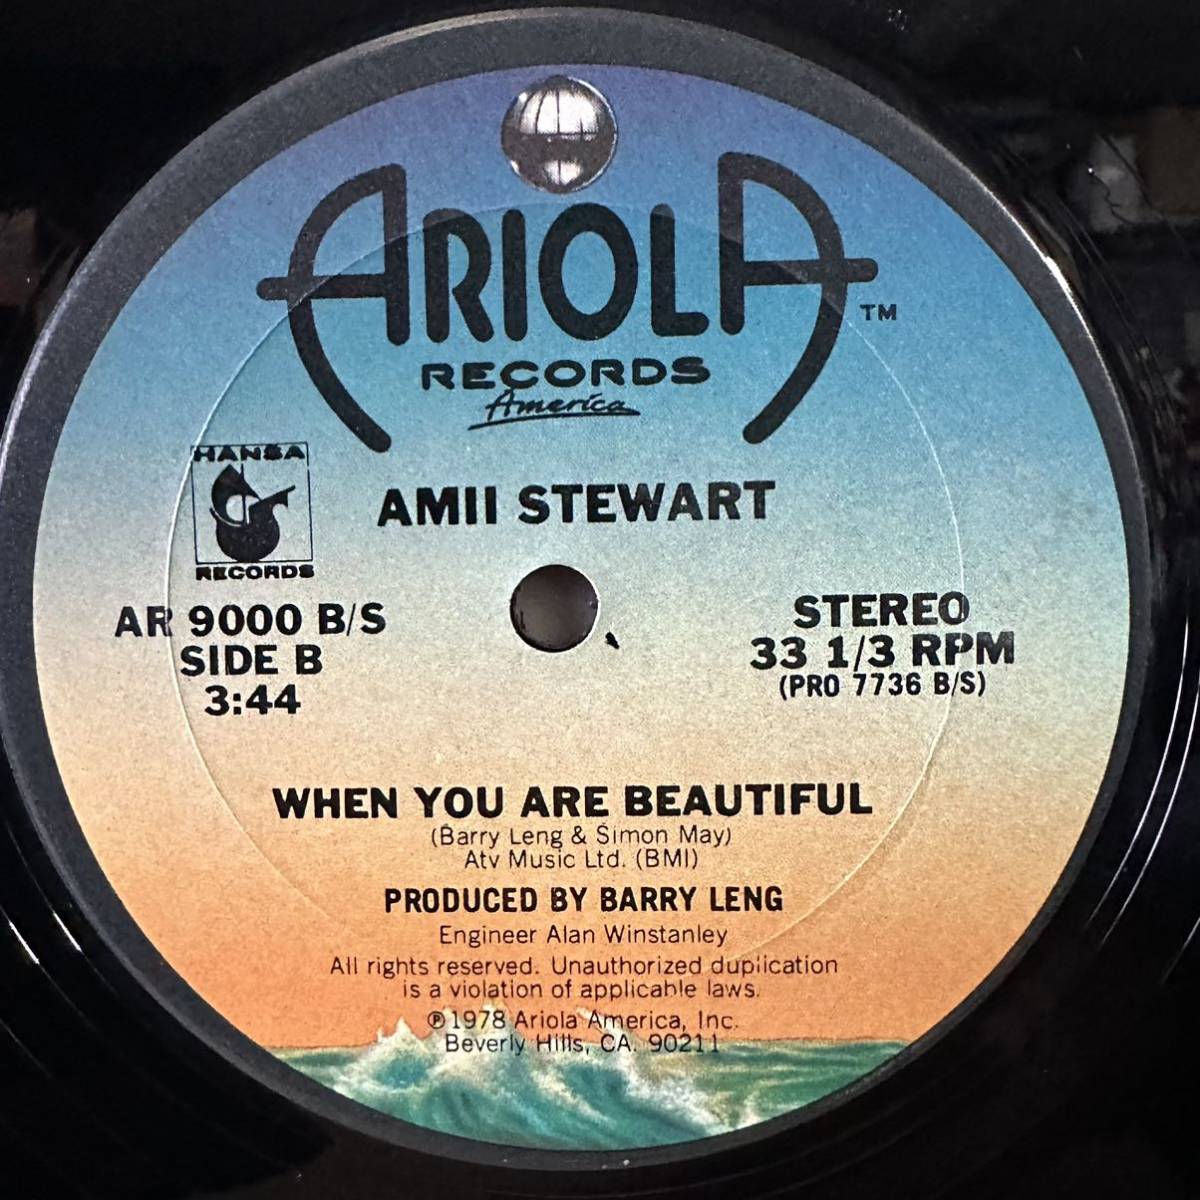 ARIOLA
TM
RECORDS
America
HANSA
RECORDS
AMII STEWART
AR 9000 B/S
SIDE B
3:44
STEREO
33 1/3 RPM
(PRO 7736 B/S)
WHEN YOU ARE BEAUTIFUL
(Barry Leng & Simon May)
Atv Music Ltd. (BMI)
PRODUCED BY BARRY LENG
Engineer Alan Winstanley
All rights reserved. Unauthorized duplication
is a violation of applicable laws.
℗1978 Ariola America, Inc.
Beverly Hills, CA. 90211